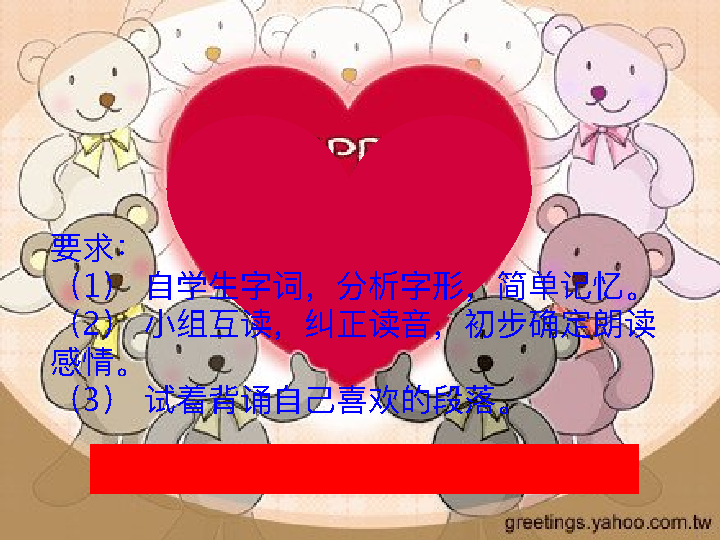 要求：
（1） 自学生字词，分析字形，简单记忆。
（2） 小组互读，纠正读音，初步确定朗读
感情。
（3） 试着背诵自己喜欢的段落。
greetings.yahoo.com.tw